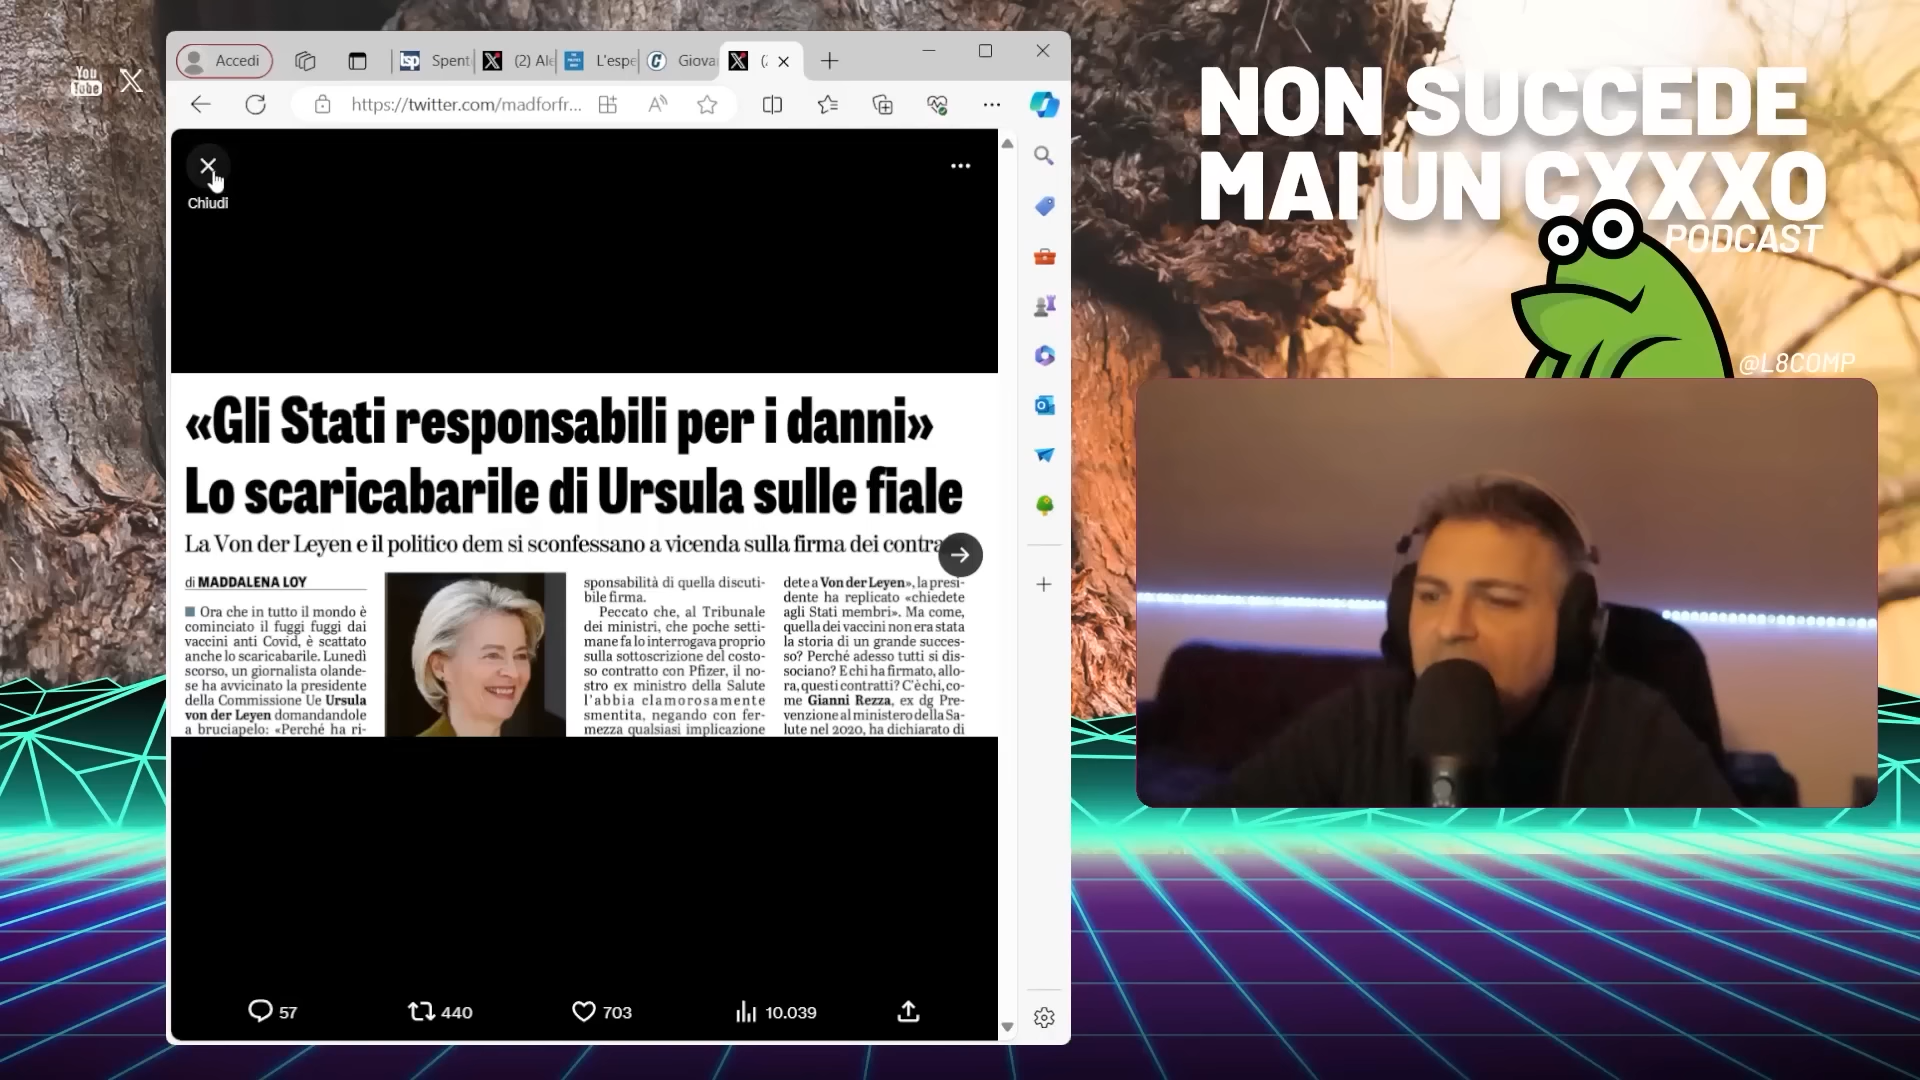 You
Tube
Accedi
Spent
(2) Ale
L'espe
Giova
(2
https://twitter.com/madforfr...
Chiudi
«Gli Stati responsabili per i danni»
Lo scaricabarile di Ursula sulle fiale
La Von der Leyen e il politico dem si sconfessano a vicenda sulla firma dei contra
di MADDALENA LOY
Ora che in tutto il mondo è
cominciato il fuggi fuggi dai
vaccini anti Covid, è scattato
anche lo scaricabarile. Lunedì
scorso, un giornalista olande-
se ha avvicinato la presidente
della Commissione Ue Ursula
von der Leyen domandandole
a bruciapelo: «Perché ha ri-
sponsabilità di quella discuti-
bile firma.
Peccato che, al Tribunale
dei ministri, che poche setti-
mane fa lo interrogava proprio
sulla sottoscrizione del costo-
so contratto con Pfizer, il no-
stro ex ministro della Salute
l'abbia clamorosamente
smentita, negando con fer-
mezza qualsiasi implicazione
dete a Von der Leyen», la presi-
dente ha replicato «chiedete
agli Stati membri». Ma come,
quella dei vaccini non era stata
la storia di un grande succes-
so? Perché adesso tutti si dis-
sociano? E chi ha firmato, allo-
ra, questi contratti? C'è chi, co-
me Gianni Rezza, ex dg Pre-
venzione al ministero della Sa-
lute nel 2020, ha dichiarato di
57
440
703
10.039
NON SUCCEDE
MAI UN CXXXO
PODCAST
@L8COMP